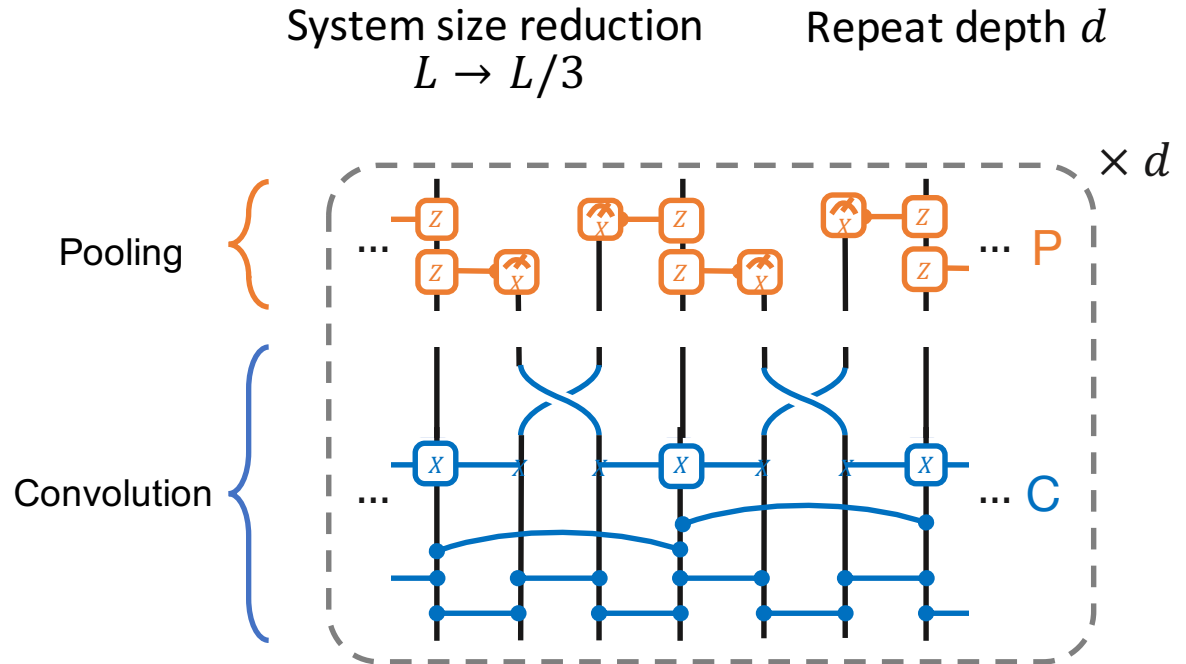 System size reduction
L → L/3
Repeat depth d
× d
Pooling
X Z X Z
... Z X Z X Z ... P
Convolution
X X X X X X X
... ... C